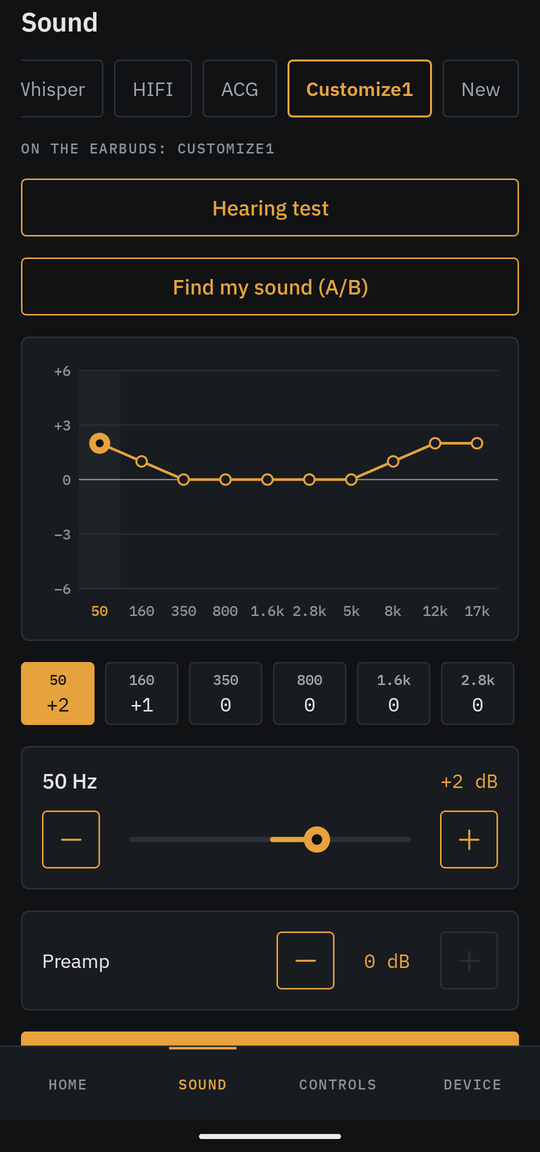 Sound
Whisper HIFI ACG Customize1 New
ON THE EARBUDS: CUSTOMIZE1
Hearing test
Find my sound (A/B)
+6
+3
0
−3
−6
50 160 350 800 1.6k 2.8k 5k 8k 12k 17k
50 160 350 800 1.6k 2.8k
+2 +1 0 0 0 0
50 Hz +2 dB
Preamp 0 dB
HOME SOUND CONTROLS DEVICE